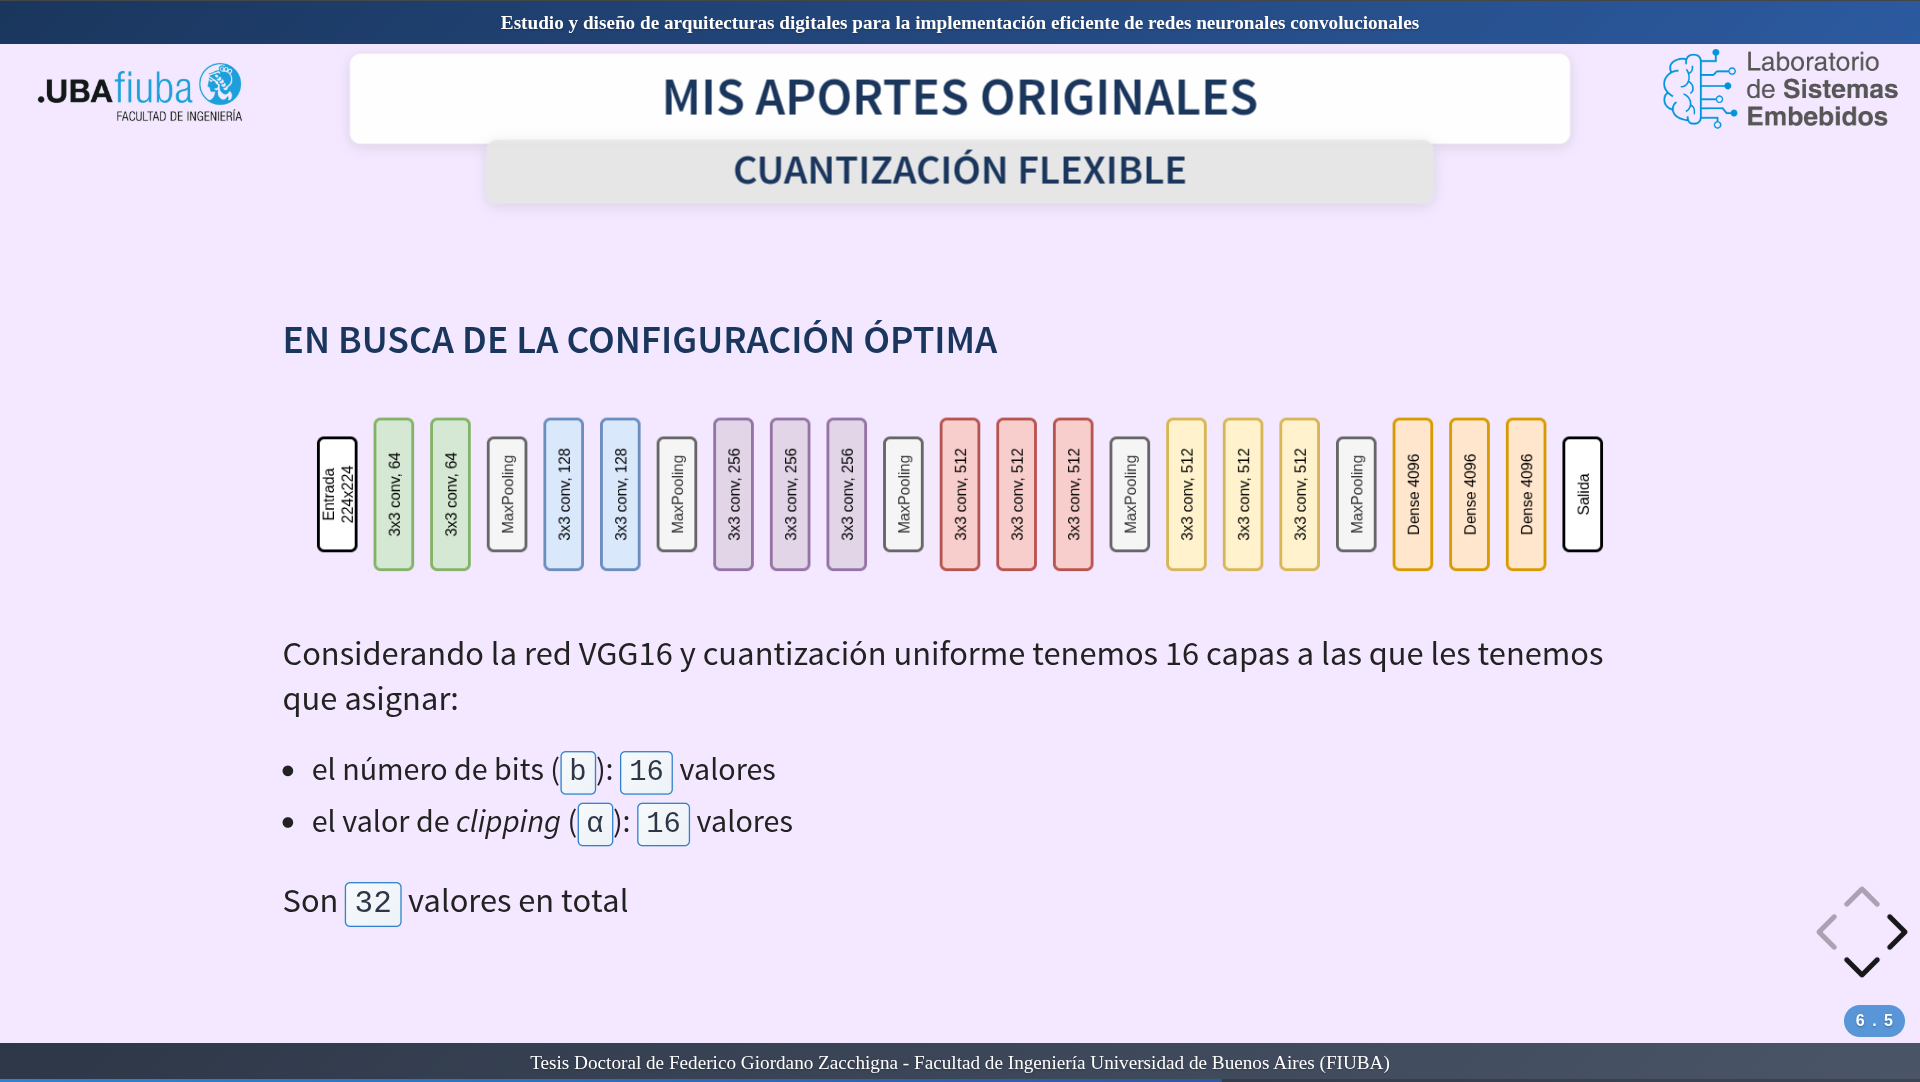 Estudio y diseño de arquitecturas digitales para la implementación eficiente de redes neuronales convolucionales
.UBAfiuba
FACULTAD DE INGENIERÍA
Laboratorio
de Sistemas
Embebidos
MIS APORTES ORIGINALES
CUANTIZACIÓN FLEXIBLE
EN BUSCA DE LA CONFIGURACIÓN ÓPTIMA
Entrada
224x224
3x3 conv, 64
3x3 conv, 64
MaxPooling
3x3 conv, 128
3x3 conv, 128
MaxPooling
3x3 conv, 256
3x3 conv, 256
3x3 conv, 256
MaxPooling
3x3 conv, 512
3x3 conv, 512
3x3 conv, 512
MaxPooling
3x3 conv, 512
3x3 conv, 512
3x3 conv, 512
MaxPooling
Dense 4096
Dense 4096
Dense 4096
Salida
Considerando la red VGG16 y cuantización uniforme tenemos 16 capas a las que les tenemos
que asignar:
• el número de bits (b): 16 valores
• el valor de clipping (α): 16 valores
Son 32 valores en total
6.5
Tesis Doctoral de Federico Giordano Zacchigna - Facultad de Ingeniería Universidad de Buenos Aires (FIUBA)